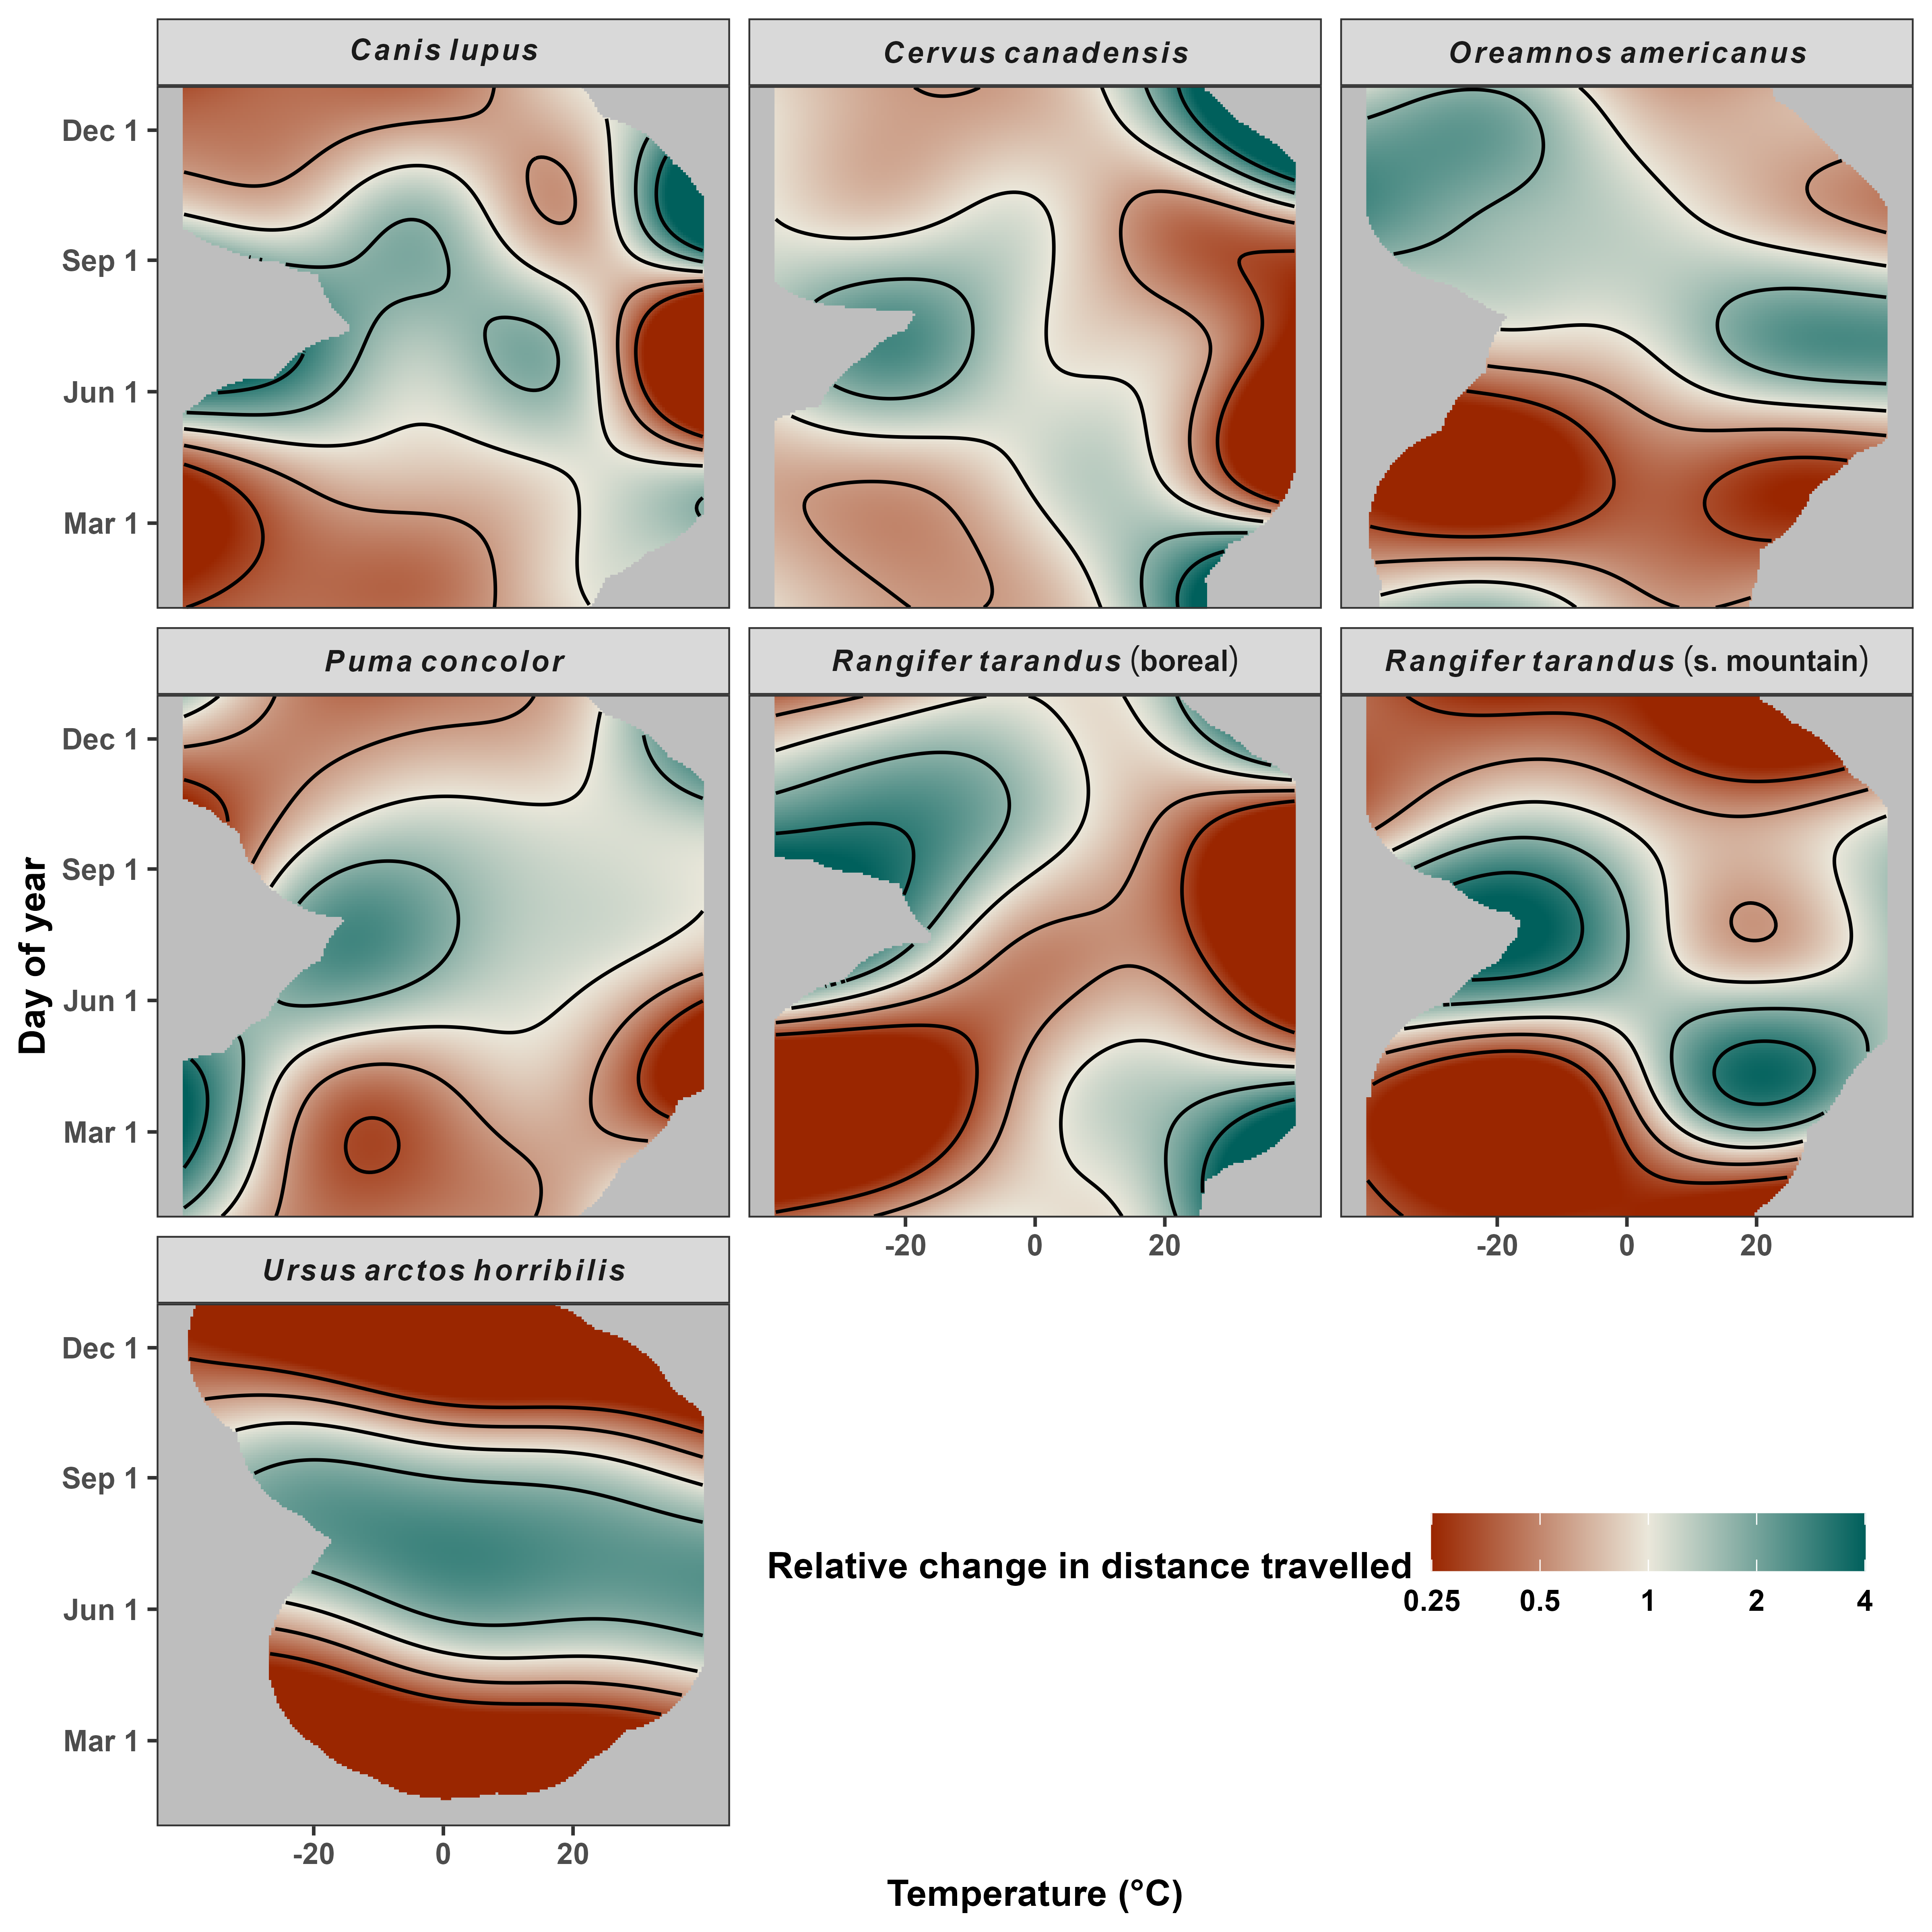 Canis lupus
Cervus canadensis
Oreamnos americanus
Dec 1
Sep 1
Jun 1
Mar 1
Puma concolor
Rangifer tarandus (boreal)
Rangifer tarandus (s. mountain)
Dec 1
Sep 1
Jun 1
Mar 1
-20 0 20
-20 0 20
Ursus arctos horribilis
Dec 1
Sep 1
Jun 1
Mar 1
-20 0 20
Day of year
Temperature (°C)
Relative change in distance travelled
0.25 0.5 1 2 4